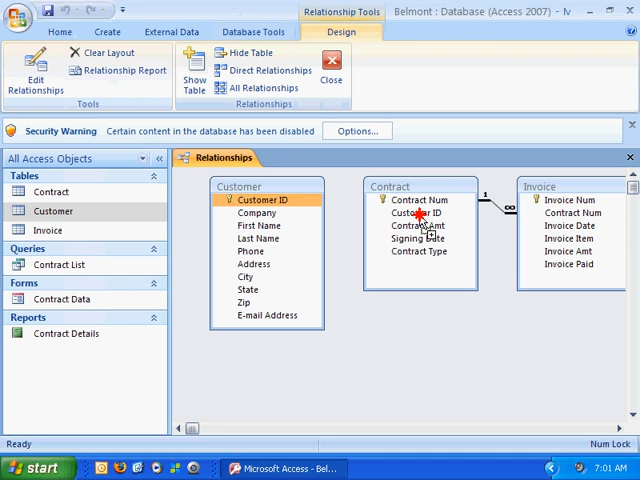 Relationship Tools
Belmont : Database (Access 2007)
Home
Create
External Data
Database Tools
Design
Edit Relationships
Clear Layout
Relationship Report
Tools
Show Table
Hide Table
Direct Relationships
All Relationships
Relationships
Close
Security Warning
Certain content in the database has been disabled
Options...
All Access Objects
Tables
Contract
Customer
Invoice
Queries
Contract List
Forms
Contract Data
Reports
Contract Details
Relationships
Customer
Customer ID
Company
First Name
Last Name
Phone
Address
City
State
Zip
E-mail Address
Contract
Contract Num
Customer ID
Contract Amt
Signing Date
Contract Type
1
∞
Invoice
Invoice Num
Contract Num
Invoice Date
Invoice Item
Invoice Amt
Invoice Paid
Ready
Num Lock
start
Microsoft Access - Bel...
7:01 AM